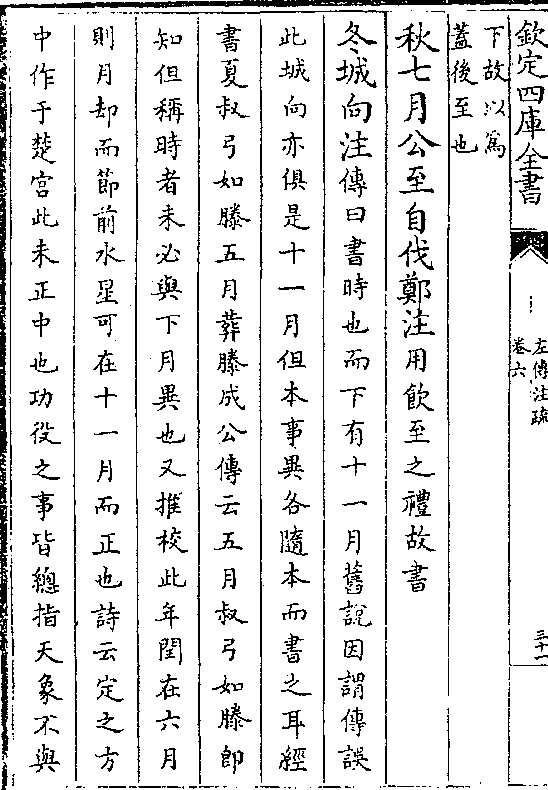 欽定四庫全書
左傳注疏
卷六
三十一
下故以為
蓋後至也
秋七月公至自伐鄭注用飲至之禮故書
冬城向注傳曰書時也而下有十一月舊說因謂傳誤
此城向亦俱是十一月但本事異各隨本而書之耳經
書夏叔弓如滕五月葬滕成公傳云五月叔弓如滕即
知但稱時者未必與下月異也又推校此年閏在六月
則月却而節前水星可在十一月而正也詩云定之方
中作于楚宮此未正中也功役之事皆總指天象不與